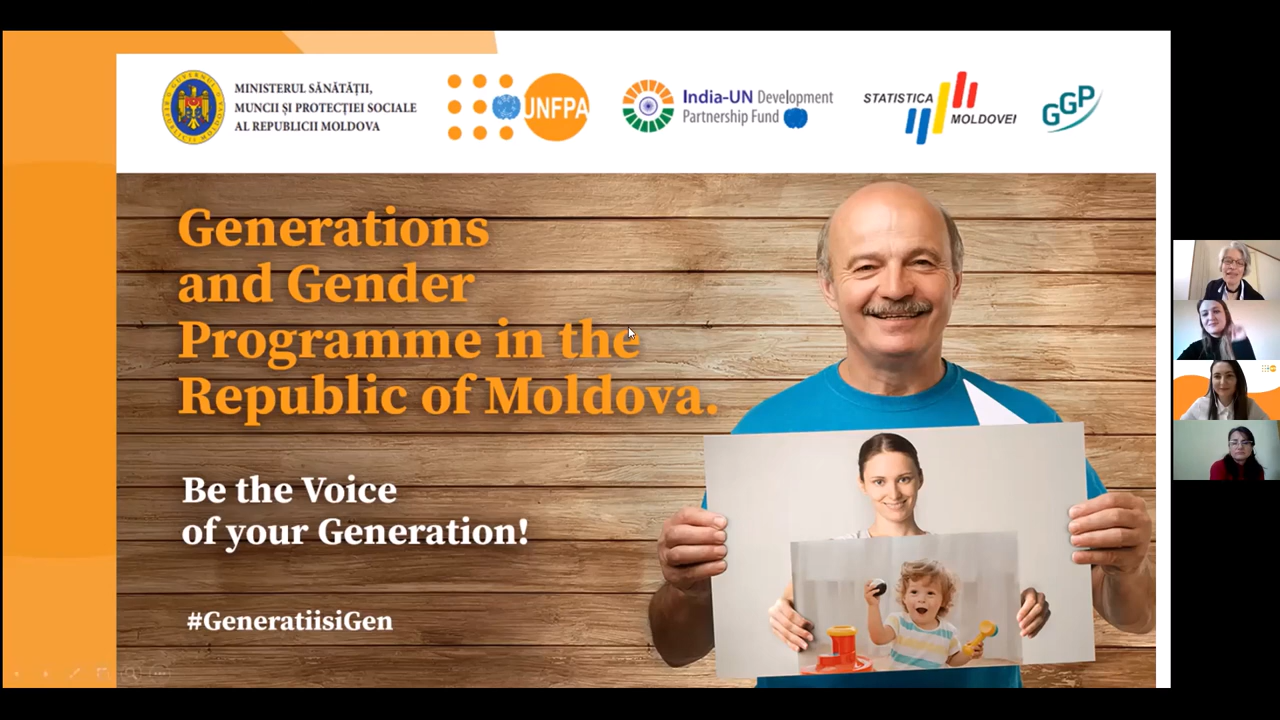 MINISTERUL SĂNĂTĂȚII,
MUNCII ȘI PROTECȚIEI SOCIALE
AL REPUBLICII MOLDOVA
UNFPA
India-UN Development
Partnership Fund
STATISTICA
MOLDOVEI
GGP
Generations
and Gender
Programme in the
Republic of Moldova.
Be the Voice
of your Generation!
#GeneratiisiGen